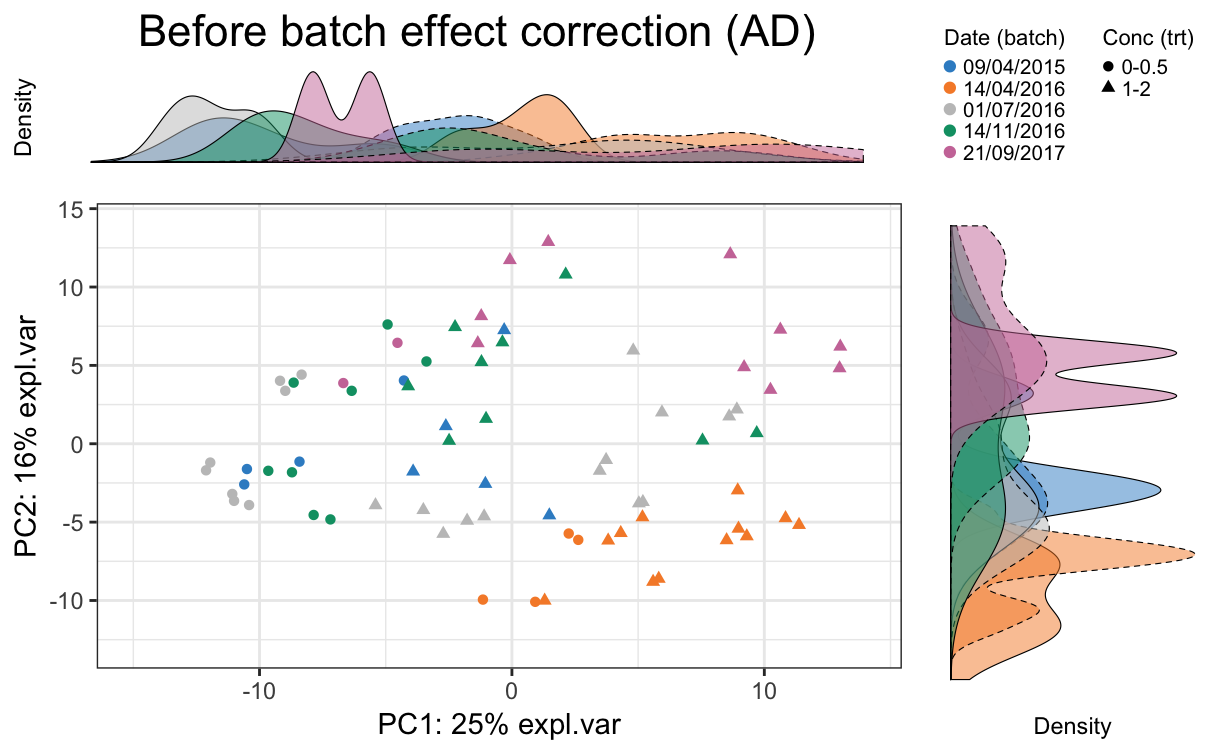 Before batch effect correction (AD)
Density
Date (batch)
09/04/2015
14/04/2016
01/07/2016
14/11/2016
21/09/2017
Conc (trt)
0-0.5
1-2
15
10
5
0
-5
-10
PC2: 16% expl.var
-10
0
10
PC1: 25% expl.var
Density